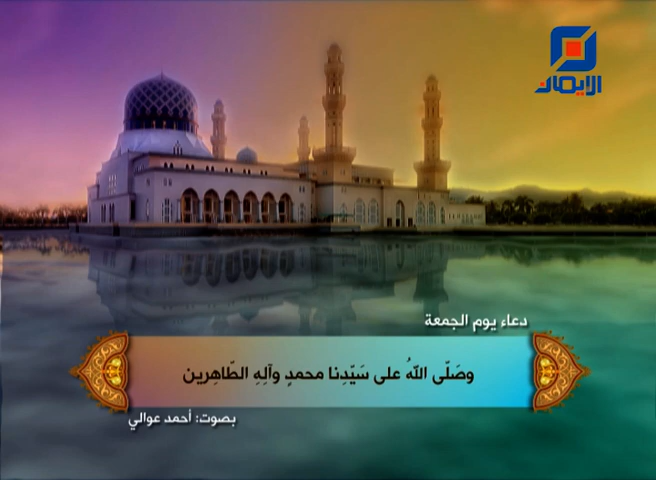 الإيمان
دعاء يوم الجمعة
وصَلّى اللهُ على سَيّدِنا محمدٍ وآلِهِ الطّاهِرين
بصوت: أحمد عوالي